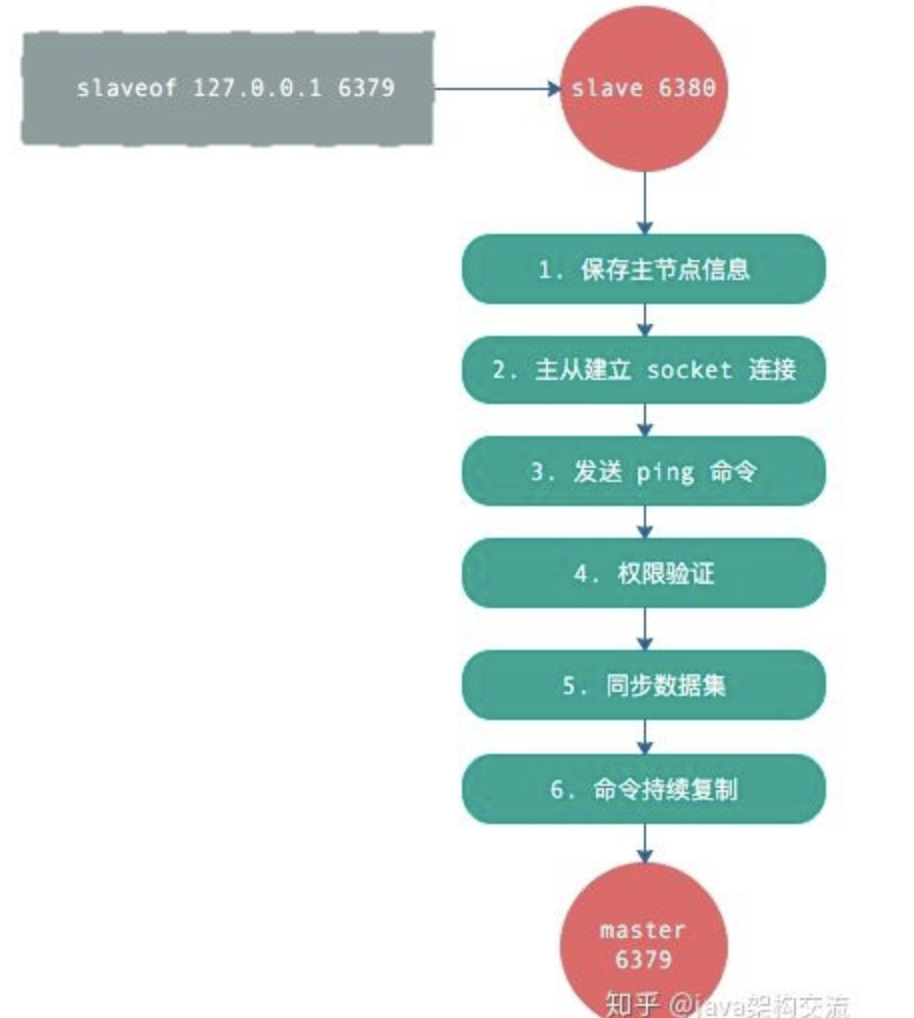 slaveof 127.0.0.1 6379
slave 6380
1. 保存主节点信息
2. 主从建立 socket 连接
3. 发送 ping 命令
4. 权限验证
5. 同步数据集
6. 命令持续复制
master
6379
知乎 @java架构交流